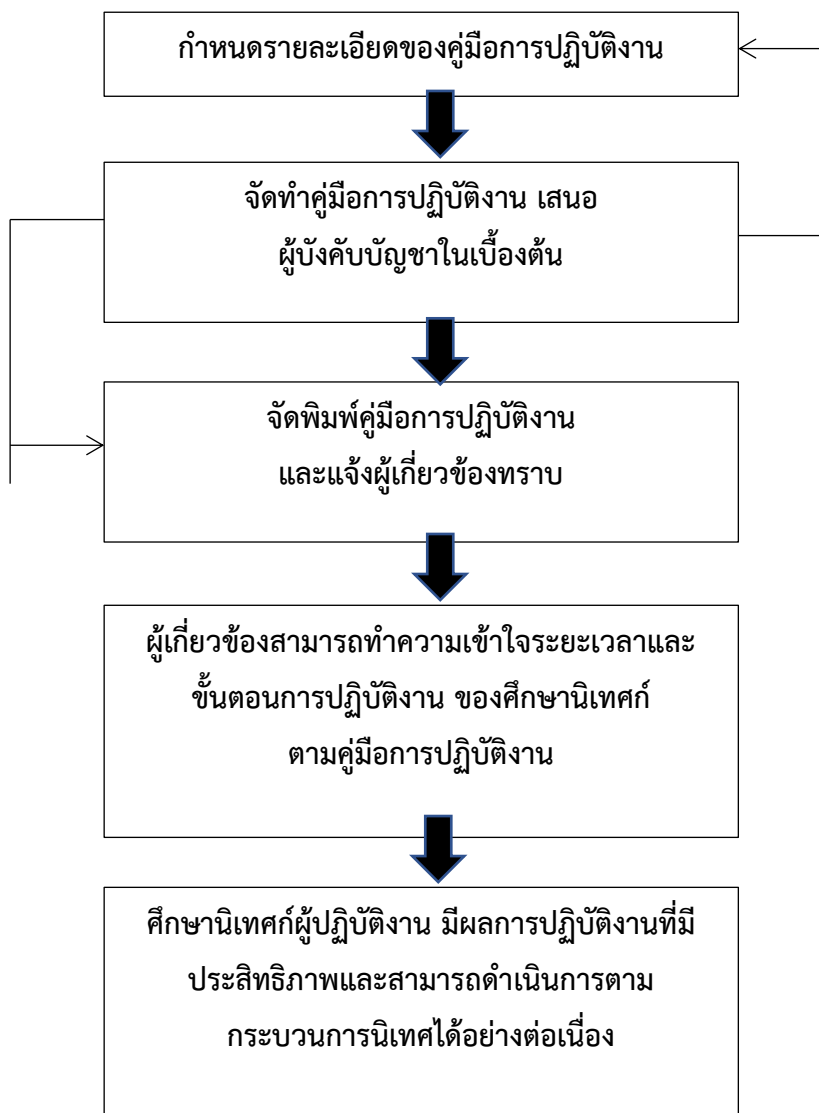 กำหนดรายละเอียดของคู่มือการปฏิบัติงาน
จัดทำคู่มือการปฏิบัติงาน เสนอ
ผู้บังคับบัญชาในเบื้องต้น
จัดพิมพ์คู่มือการปฏิบัติงาน
และแจ้งผู้เกี่ยวข้องทราบ
ผู้เกี่ยวข้องสามารถทำความเข้าใจระยะเวลาและ
ขั้นตอนการปฏิบัติงาน ของศึกษานิเทศก์
ตามคู่มือการปฏิบัติงาน
ศึกษานิเทศก์ผู้ปฏิบัติงาน มีผลการปฏิบัติงานที่มี
ประสิทธิภาพและสามารถดำเนินการตาม
กระบวนการนิเทศได้อย่างต่อเนื่อง